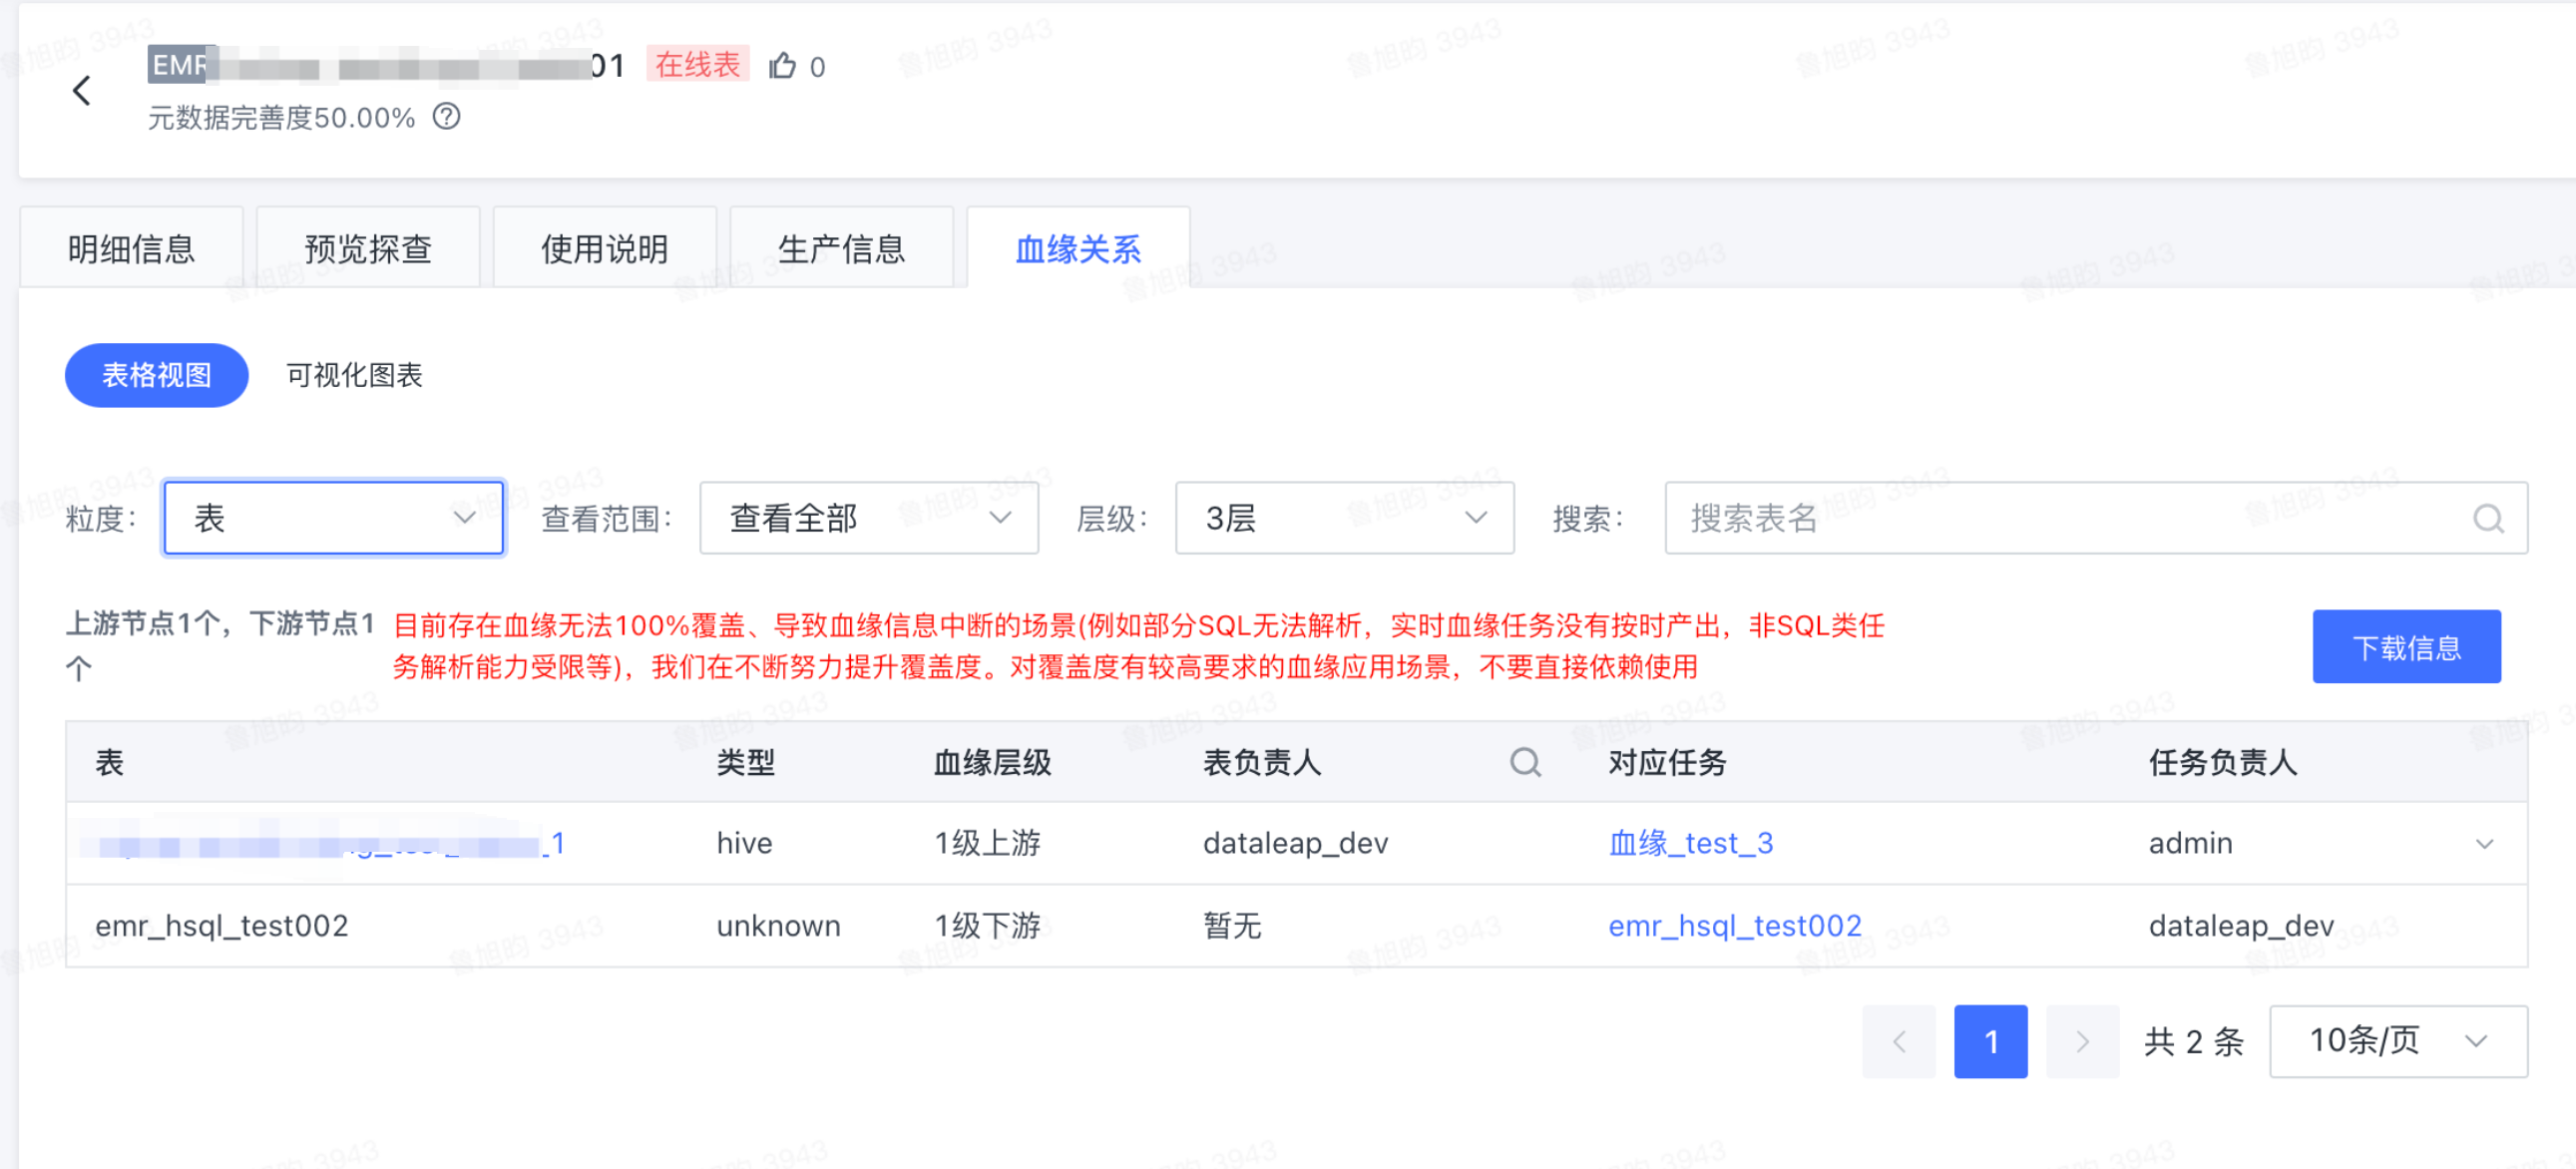 EMR 01 在线表 0
元数据完善度50.00% ?
明细信息 预览探查 使用说明 生产信息 血缘关系
表格视图 可视化图表
粒度: 表 查看范围: 查看全部 层级: 3层 搜索: 搜索表名
上游节点1个，下游节点1
个
目前存在血缘无法100%覆盖、导致血缘信息中断的场景(例如部分SQL无法解析，实时血缘任务没有按时产出，非SQL类任
务解析能力受限等)，我们在不断努力提升覆盖度。对覆盖度有较高要求的血缘应用场景，不要直接依赖使用
下载信息
表 类型 血缘层级 表负责人 对应任务 任务负责人
_1 hive 1级上游 dataleap_dev 血缘_test_3 admin
emr_hsql_test002 unknown 1级下游 暂无 emr_hsql_test002 dataleap_dev
1 共 2 条 10条/页
鲁旭昀 3943